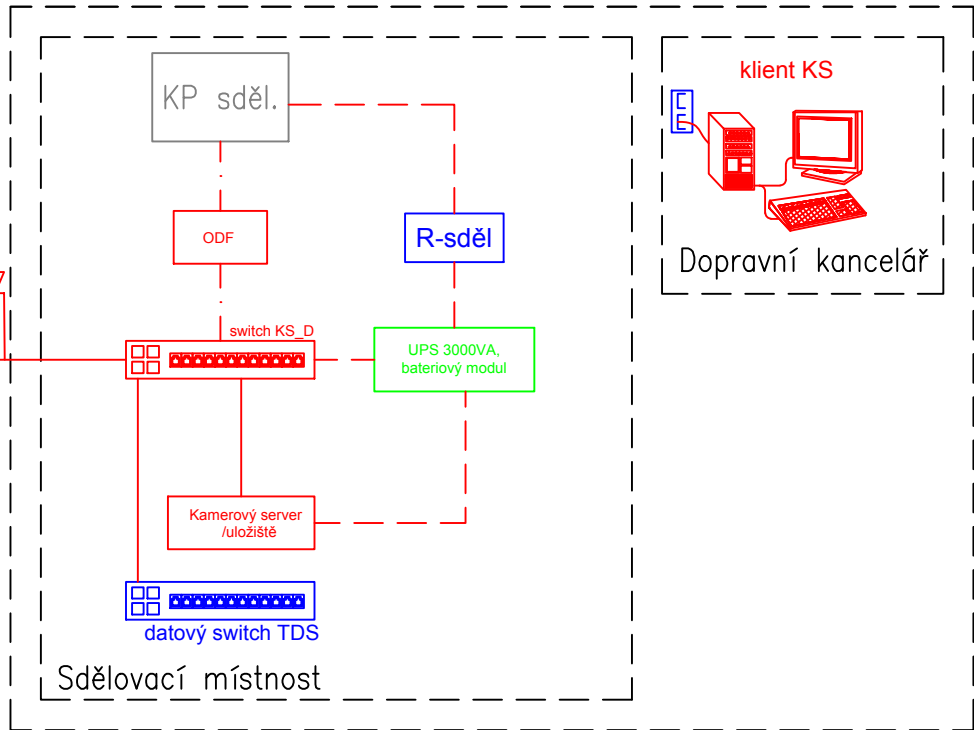 klient KS
KP sděl.
ODF
R-sděl
Dopravní kancelář
7
switch KS_D
UPS 3000VA,
bateriový modul
Kamerový server
/uložiště
datový switch TDS
Sdělovací místnost